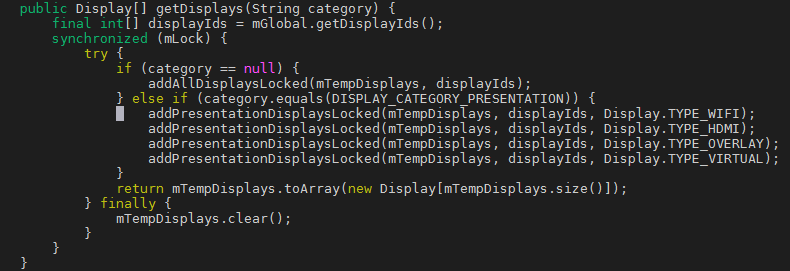 public Display[] getDisplays(String category) {
final int[] displayIds = mGlobal.getDisplayIds();
synchronized (mLock) {
try {
if (category == null) {
addAllDisplaysLocked(mTempDisplays, displayIds);
} else if (category.equals(DISPLAY_CATEGORY_PRESENTATION)) {
addPresentationDisplaysLocked(mTempDisplays, displayIds, Display.TYPE_WIFI);
addPresentationDisplaysLocked(mTempDisplays, displayIds, Display.TYPE_HDMI);
addPresentationDisplaysLocked(mTempDisplays, displayIds, Display.TYPE_OVERLAY);
addPresentationDisplaysLocked(mTempDisplays, displayIds, Display.TYPE_VIRTUAL);
}
return mTempDisplays.toArray(new Display[mTempDisplays.size()]);
} finally {
mTempDisplays.clear();
}
}
}